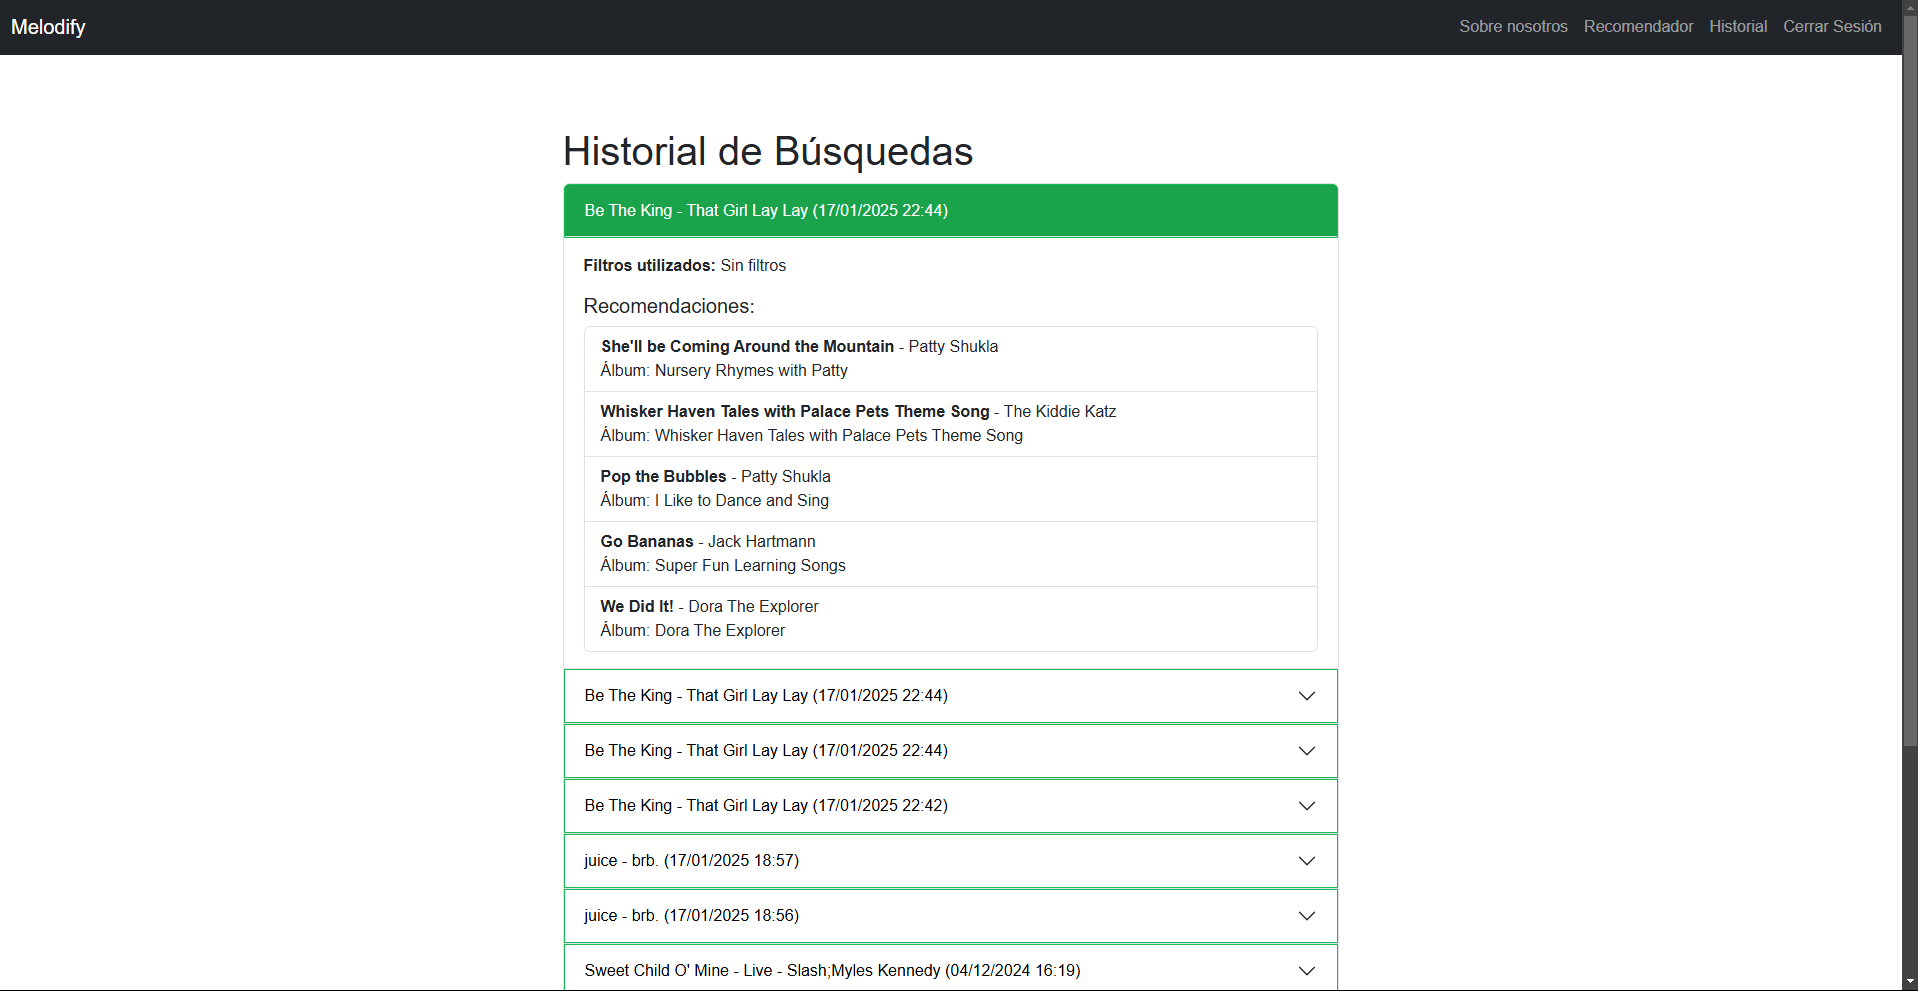 Melodify
Sobre nosotros Recomendador Historial Cerrar Sesión
Historial de Búsquedas
Be The King - That Girl Lay Lay (17/01/2025 22:44)
Filtros utilizados: Sin filtros
Recomendaciones:
She'll be Coming Around the Mountain - Patty Shukla
Álbum: Nursery Rhymes with Patty
Whisker Haven Tales with Palace Pets Theme Song - The Kiddie Katz
Álbum: Whisker Haven Tales with Palace Pets Theme Song
Pop the Bubbles - Patty Shukla
Álbum: I Like to Dance and Sing
Go Bananas - Jack Hartmann
Álbum: Super Fun Learning Songs
We Did It! - Dora The Explorer
Álbum: Dora The Explorer
Be The King - That Girl Lay Lay (17/01/2025 22:44)
Be The King - That Girl Lay Lay (17/01/2025 22:44)
Be The King - That Girl Lay Lay (17/01/2025 22:42)
juice - brb. (17/01/2025 18:57)
juice - brb. (17/01/2025 18:56)
Sweet Child O' Mine - Live - Slash;Myles Kennedy (04/12/2024 16:19)